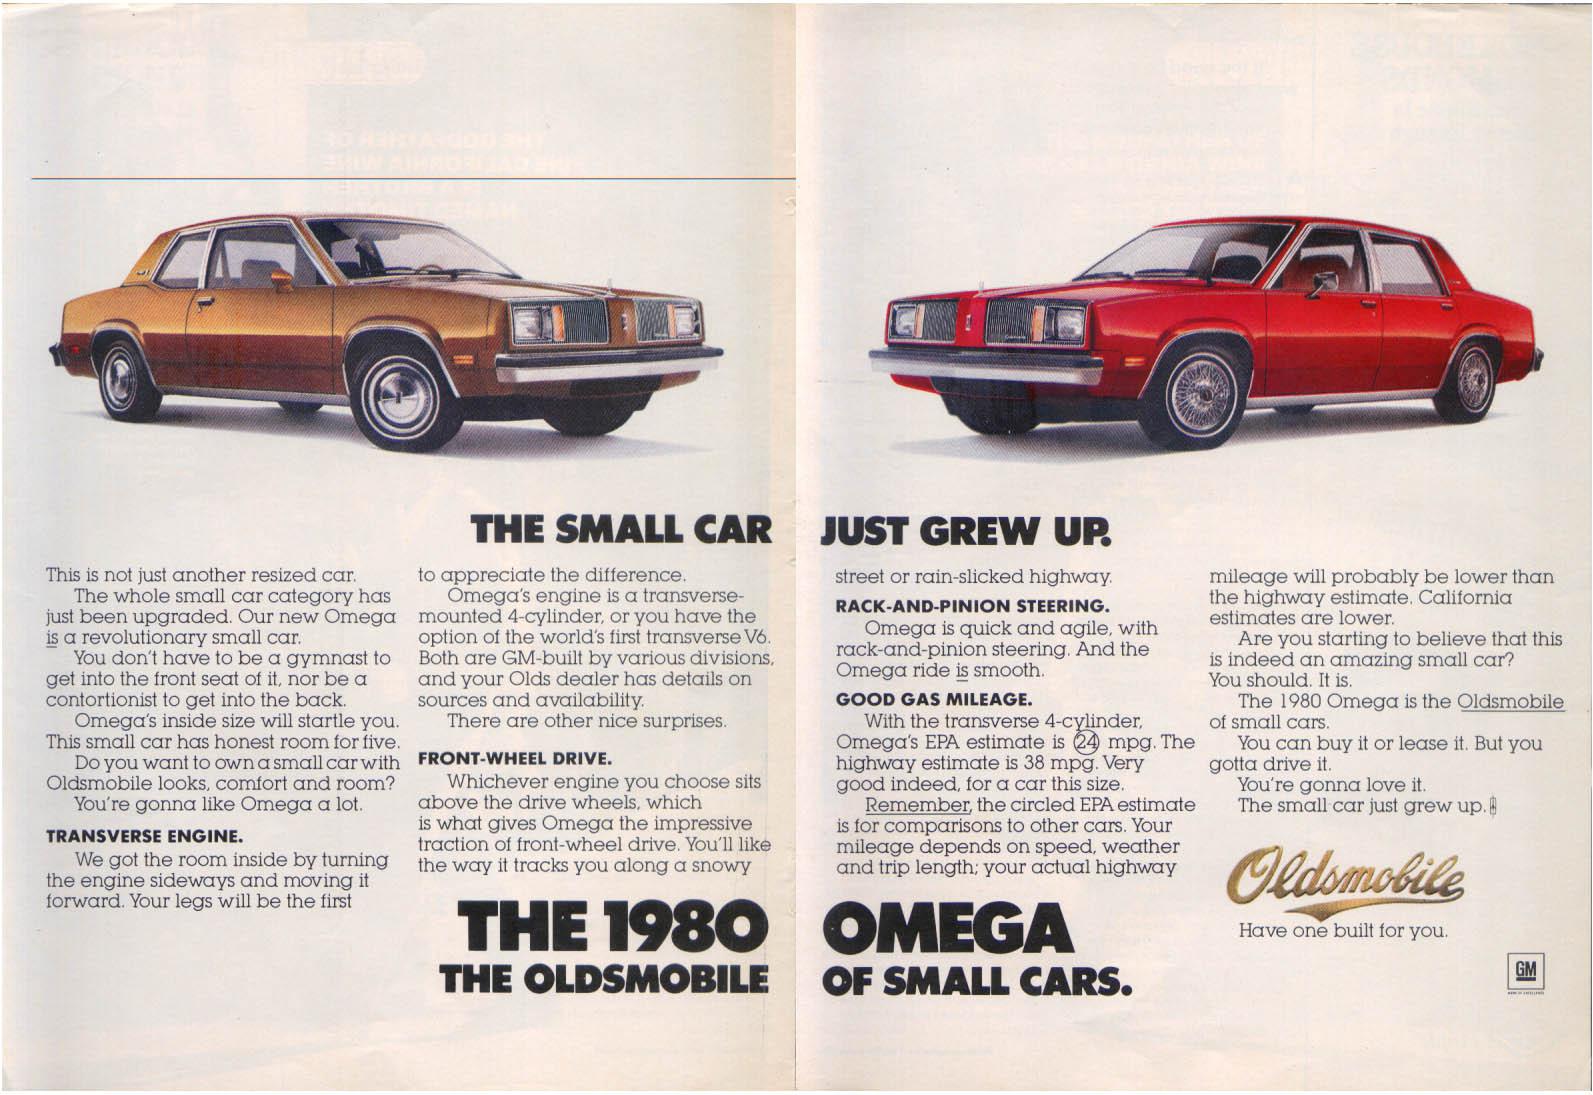 THE SMALL CAR JUST GREW UP.
This is not just another resized car.
The whole small car category has
just been upgraded. Our new Omega
is a revolutionary small car.
You don't have to be a gymnast to
get into the front seat of it, nor be a
contortionist to get into the back.
Omega's inside size will startle you.
This small car has honest room for five.
Do you want to own a small car with
Oldsmobile looks, comfort and room?
You're gonna like Omega a lot.
TRANSVERSE ENGINE.
We got the room inside by turning
the engine sideways and moving it
forward. Your legs will be the first
to appreciate the difference.
Omega's engine is a transverse-
mounted 4-cylinder, or you have the
option of the world's first transverse V6.
Both are GM-built by various divisions,
and your Olds dealer has details on
sources and availability.
There are other nice surprises.
FRONT-WHEEL DRIVE.
Whichever engine you choose sits
above the drive wheels, which
is what gives Omega the impressive
traction of front-wheel drive. You'll like
the way it tracks you along a snowy
street or rain-slicked highway.
RACK-AND-PINION STEERING.
Omega is quick and agile, with
rack-and-pinion steering. And the
Omega ride is smooth.
GOOD GAS MILEAGE.
With the transverse 4-cylinder,
Omega's EPA estimate is 24 mpg. The
highway estimate is 38 mpg. Very
good indeed, for a car this size.
Remember, the circled EPA estimate
is for comparisons to other cars. Your
mileage depends on speed, weather
and trip length; your actual highway
mileage will probably be lower than
the highway estimate. California
estimates are lower.
Are you starting to believe that this
is indeed an amazing small car?
You should. It is.
The 1980 Omega is the Oldsmobile
of small cars.
You can buy it or lease it. But you
gotta drive it.
You're gonna love it.
The small car just grew up.
Oldsmobile
Have one built for you.
THE 1980 OMEGA
THE OLDSMOBILE OF SMALL CARS.
GM
MARK OF EXCELLENCE